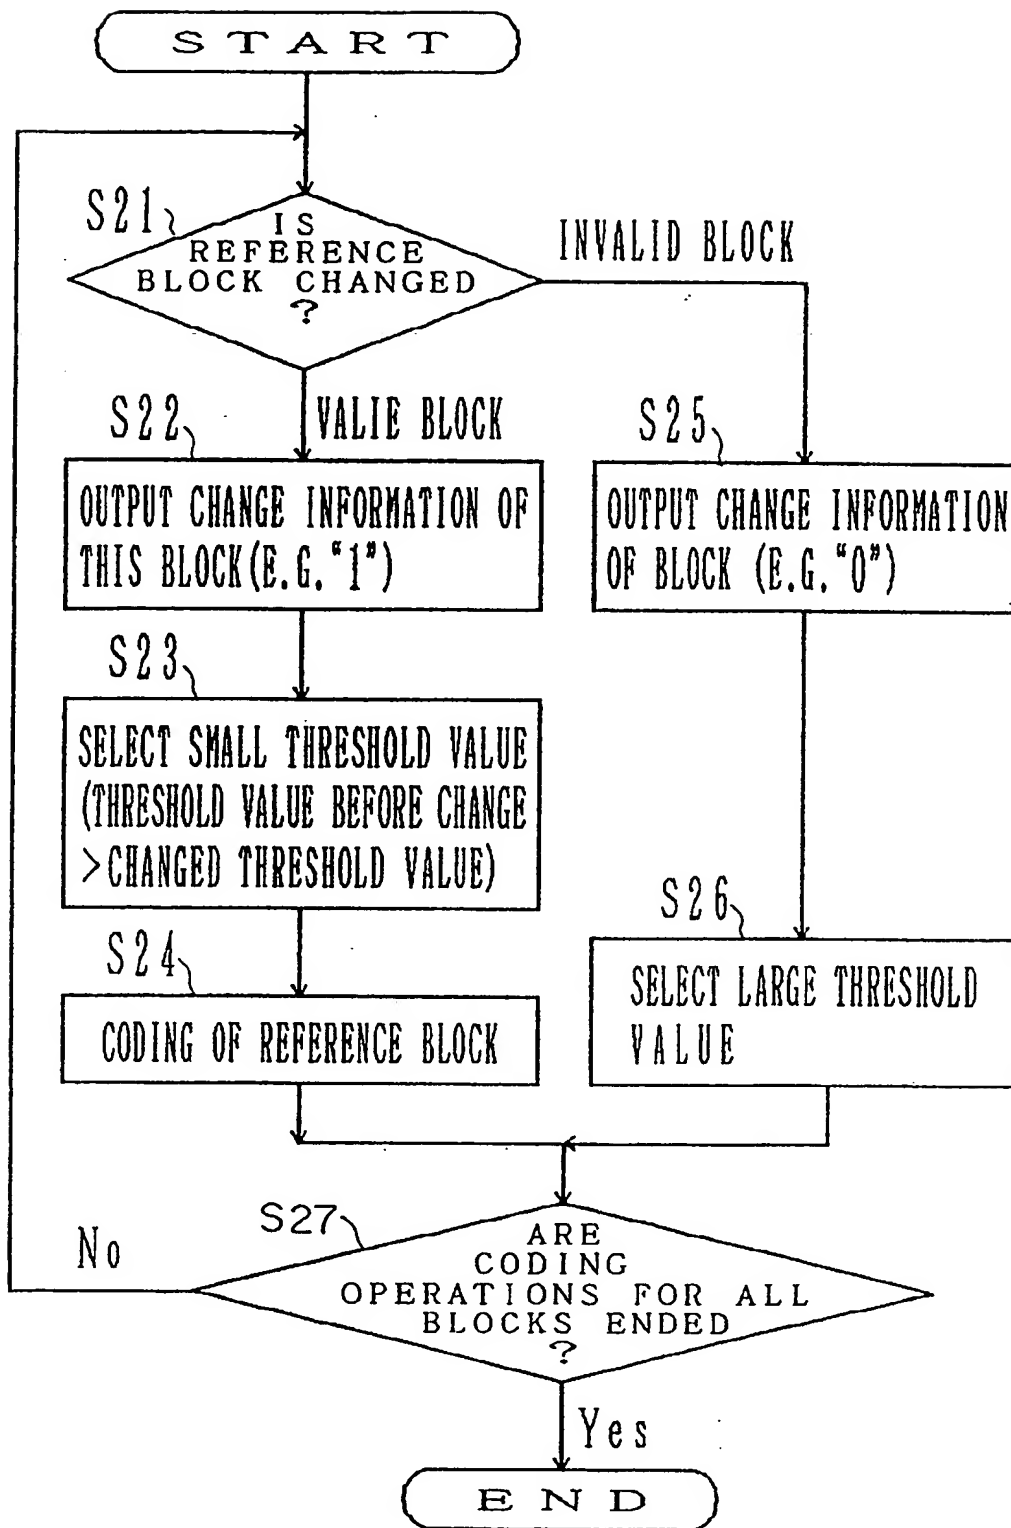 START
S21
IS
REFERENCE
BLOCK CHANGED
?
INVALID BLOCK
S22
VALIE BLOCK
OUTPUT CHANGE INFORMATION OF
THIS BLOCK(E.G."1")
S25
OUTPUT CHANGE INFORMATION
OF BLOCK (E.G."0")
S23
SELECT SMALL THRESHOLD VALUE
(THRESHOLD VALUE BEFORE CHANGE
>CHANGED THRESHOLD VALUE)
S24
CODING OF REFERENCE BLOCK
S26
SELECT LARGE THRESHOLD
VALUE
S27
ARE
CODING
OPERATIONS FOR ALL
BLOCKS ENDED
?
No
Yes
END